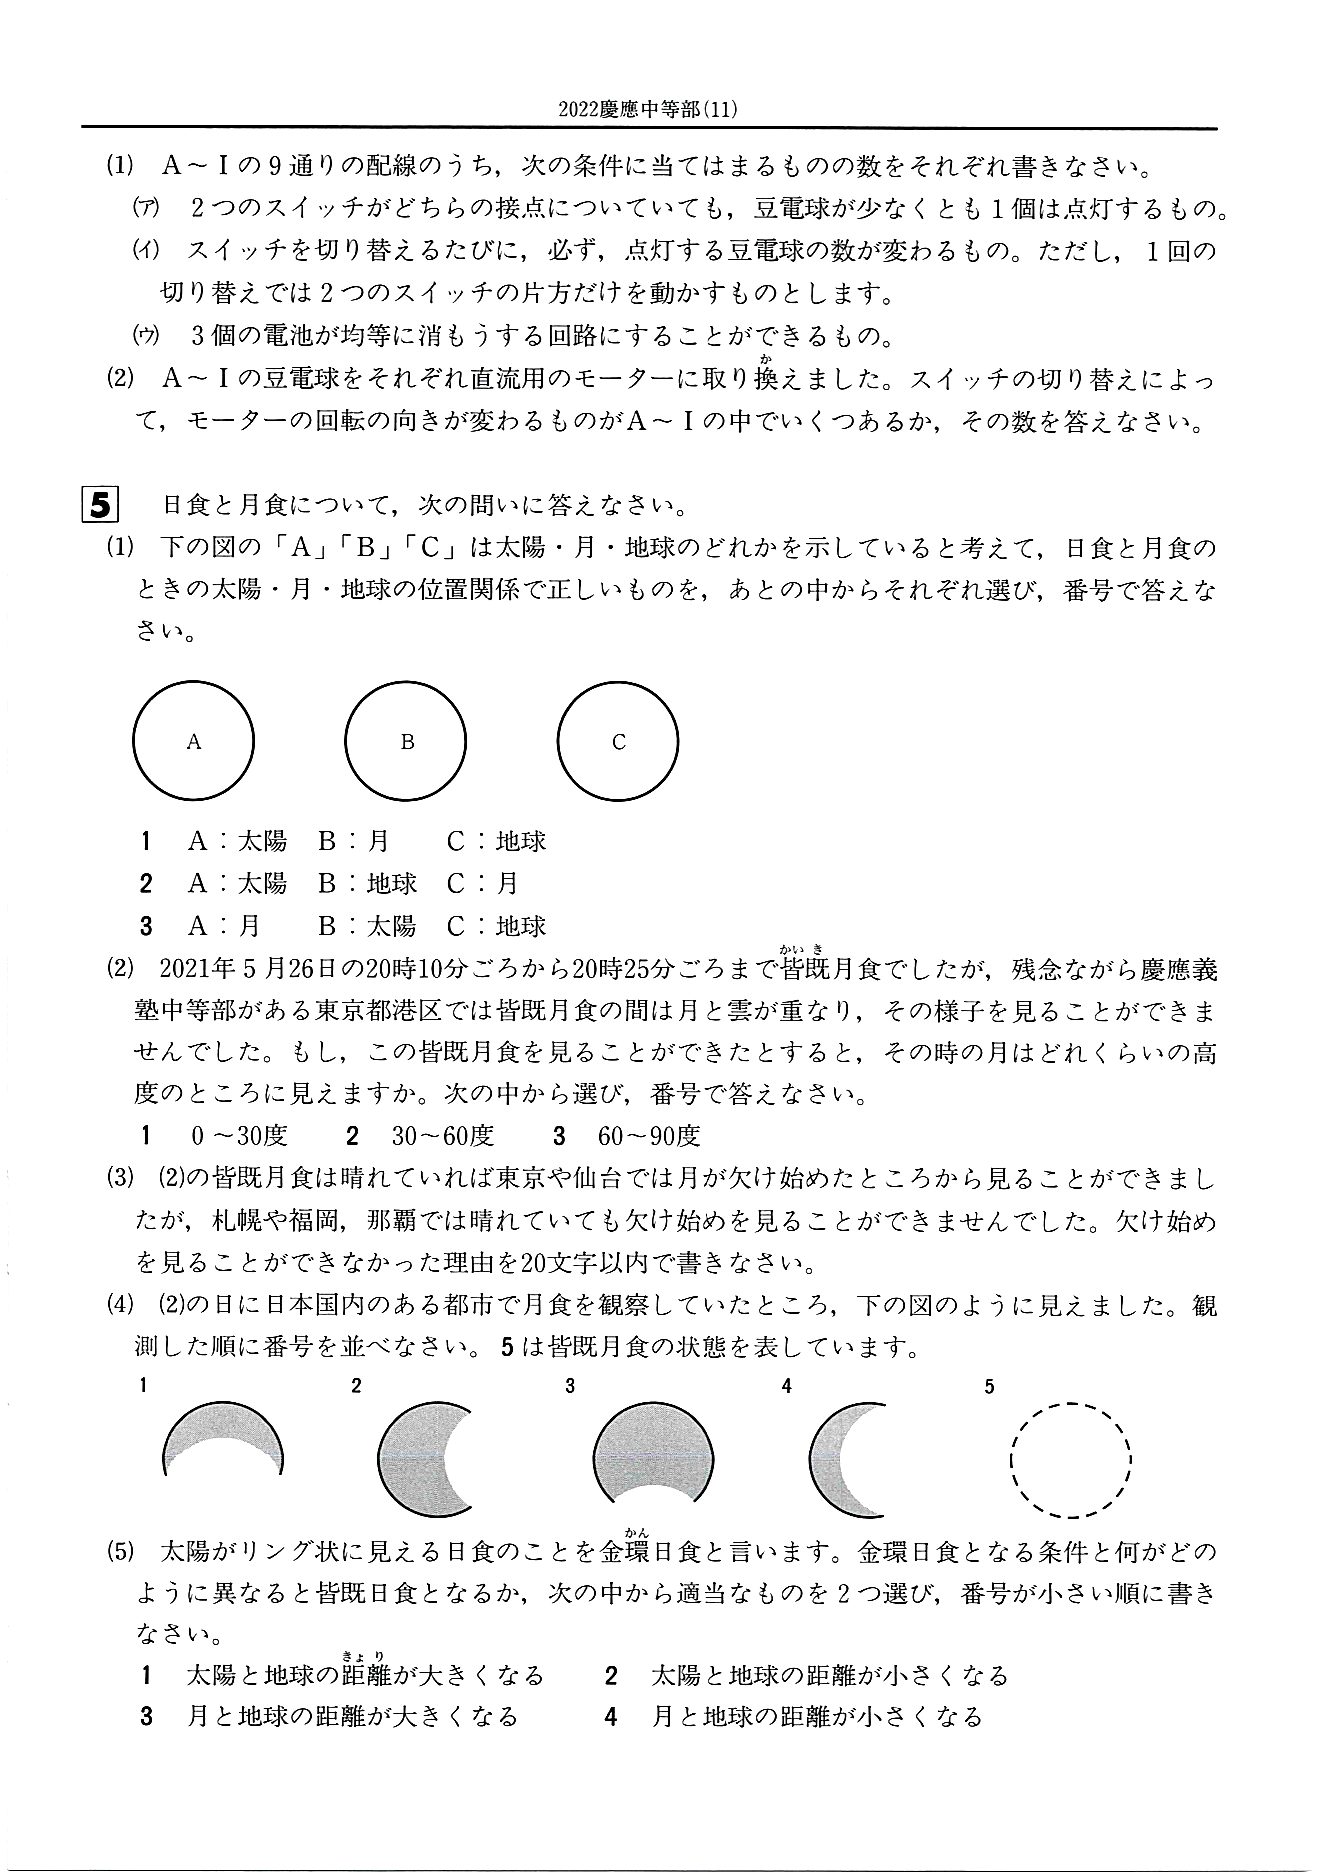 2022慶應中等部(11)
(1) A～Iの9通りの配線のうち，次の条件に当てはまるものの数をそれぞれ書きなさい。
(ア) 2つのスイッチがどちらの接点についていても，豆電球が少なくとも1個は点灯するもの。
(イ) スイッチを切り替えるたびに，必ず，点灯する豆電球の数が変わるもの。ただし，1回の
切り替えでは2つのスイッチの片方だけを動かすものとします。
(ウ) 3個の電池が均等に消もうする回路にすることができるもの。
(2) A～Iの豆電球をそれぞれ直流用のモーターに取り換えました。スイッチの切り替えによっ
て，モーターの回転の向きが変わるものがA～Iの中でいくつあるか，その数を答えなさい。
5 日食と月食について，次の問いに答えなさい。
(1) 下の図の「A」「B」「C」は太陽・月・地球のどれかを示していると考えて，日食と月食の
ときの太陽・月・地球の位置関係で正しいものを，あとの中からそれぞれ選び，番号で答えな
さい。
A B C
1 A：太陽 B：月 C：地球
2 A：太陽 B：地球 C：月
3 A：月 B：太陽 C：地球
(2) 2021年5月26日の20時10分ごろから20時25分ごろまで皆既月食でしたが，残念ながら慶應義
塾中等部がある東京都港区では皆既月食の間は月と雲が重なり，その様子を見ることができま
せんでした。もし，この皆既月食を見ることができたとすると，その時の月はどれくらいの高
度のところに見えますか。次の中から選び，番号で答えなさい。
1 0～30度 2 30～60度 3 60～90度
(3) (2)の皆既月食は晴れていれば東京や仙台では月が欠け始めたところから見ることができまし
たが，札幌や福岡，那覇では晴れていても欠け始めを見ることができませんでした。欠け始め
を見ることができなかった理由を20文字以内で書きなさい。
(4) (2)の日に日本国内のある都市で月食を観察していたところ，下の図のように見えました。観
測した順に番号を並べなさい。5は皆既月食の状態を表しています。
1 2 3 4 5
(5) 太陽がリング状に見える日食のことを金環日食と言います。金環日食となる条件と何がどの
ように異なると皆既日食となるか，次の中から適当なものを2つ選び，番号が小さい順に書き
なさい。
1 太陽と地球の距離が大きくなる 2 太陽と地球の距離が小さくなる
3 月と地球の距離が大きくなる 4 月と地球の距離が小さくなる